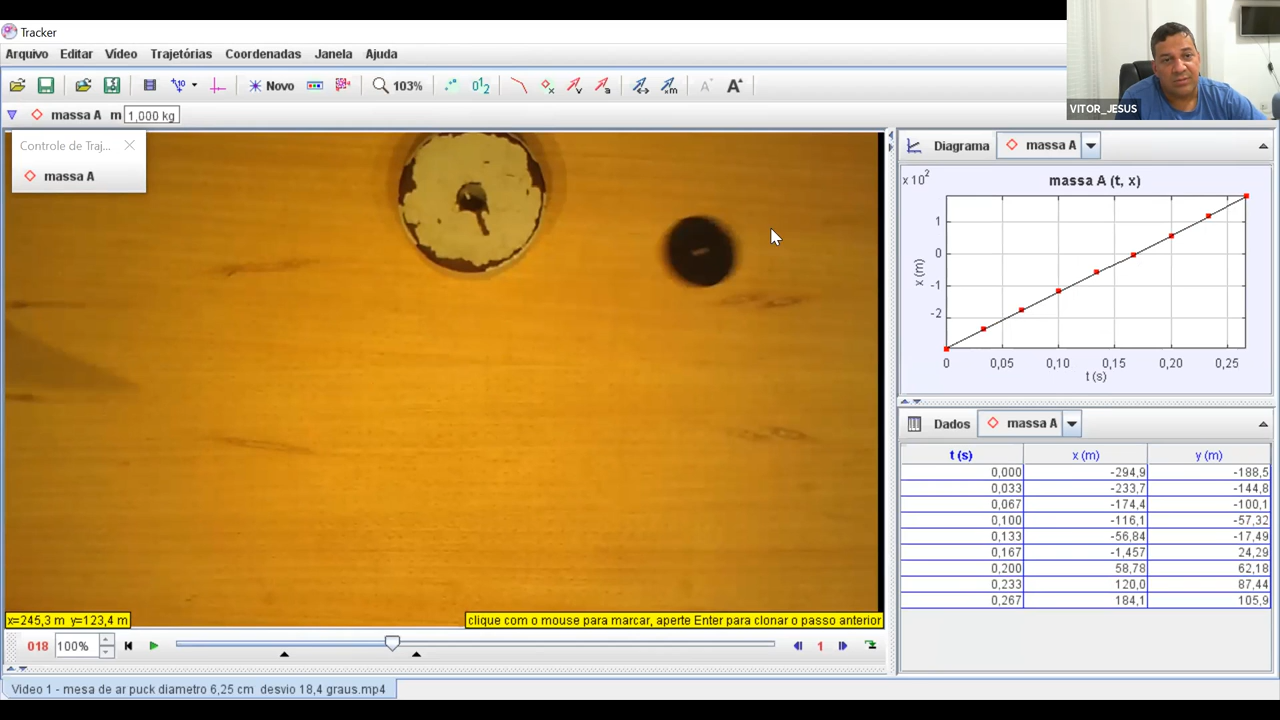 Tracker
Arquivo Editar Vídeo Trajetórias Coordenadas Janela Ajuda
Novo 103%
massa A m 1,000 kg
Controle de Traj...
massa A
VITOR_JESUS
Diagrama massa A
x 10²
massa A (t, x)
x (m)
1
0
-1
-2
0 0,05 0,10 0,15 0,20 0,25
t (s)
Dados massa A
t (s) x (m) y (m)
0,000 -294,9 -188,5
0,033 -233,7 -144,8
0,067 -174,4 -100,1
0,100 -116,1 -57,32
0,133 -56,84 -17,49
0,167 -1,457 24,29
0,200 58,78 62,18
0,233 120,0 87,44
0,267 184,1 105,9
x=245,3 m y=123,4 m
clique com o mouse para marcar, aperte Enter para clonar o passo anterior
018 100% 1
Vídeo 1 - mesa de ar puck diametro 6,25 cm desvio 18,4 graus.mp4